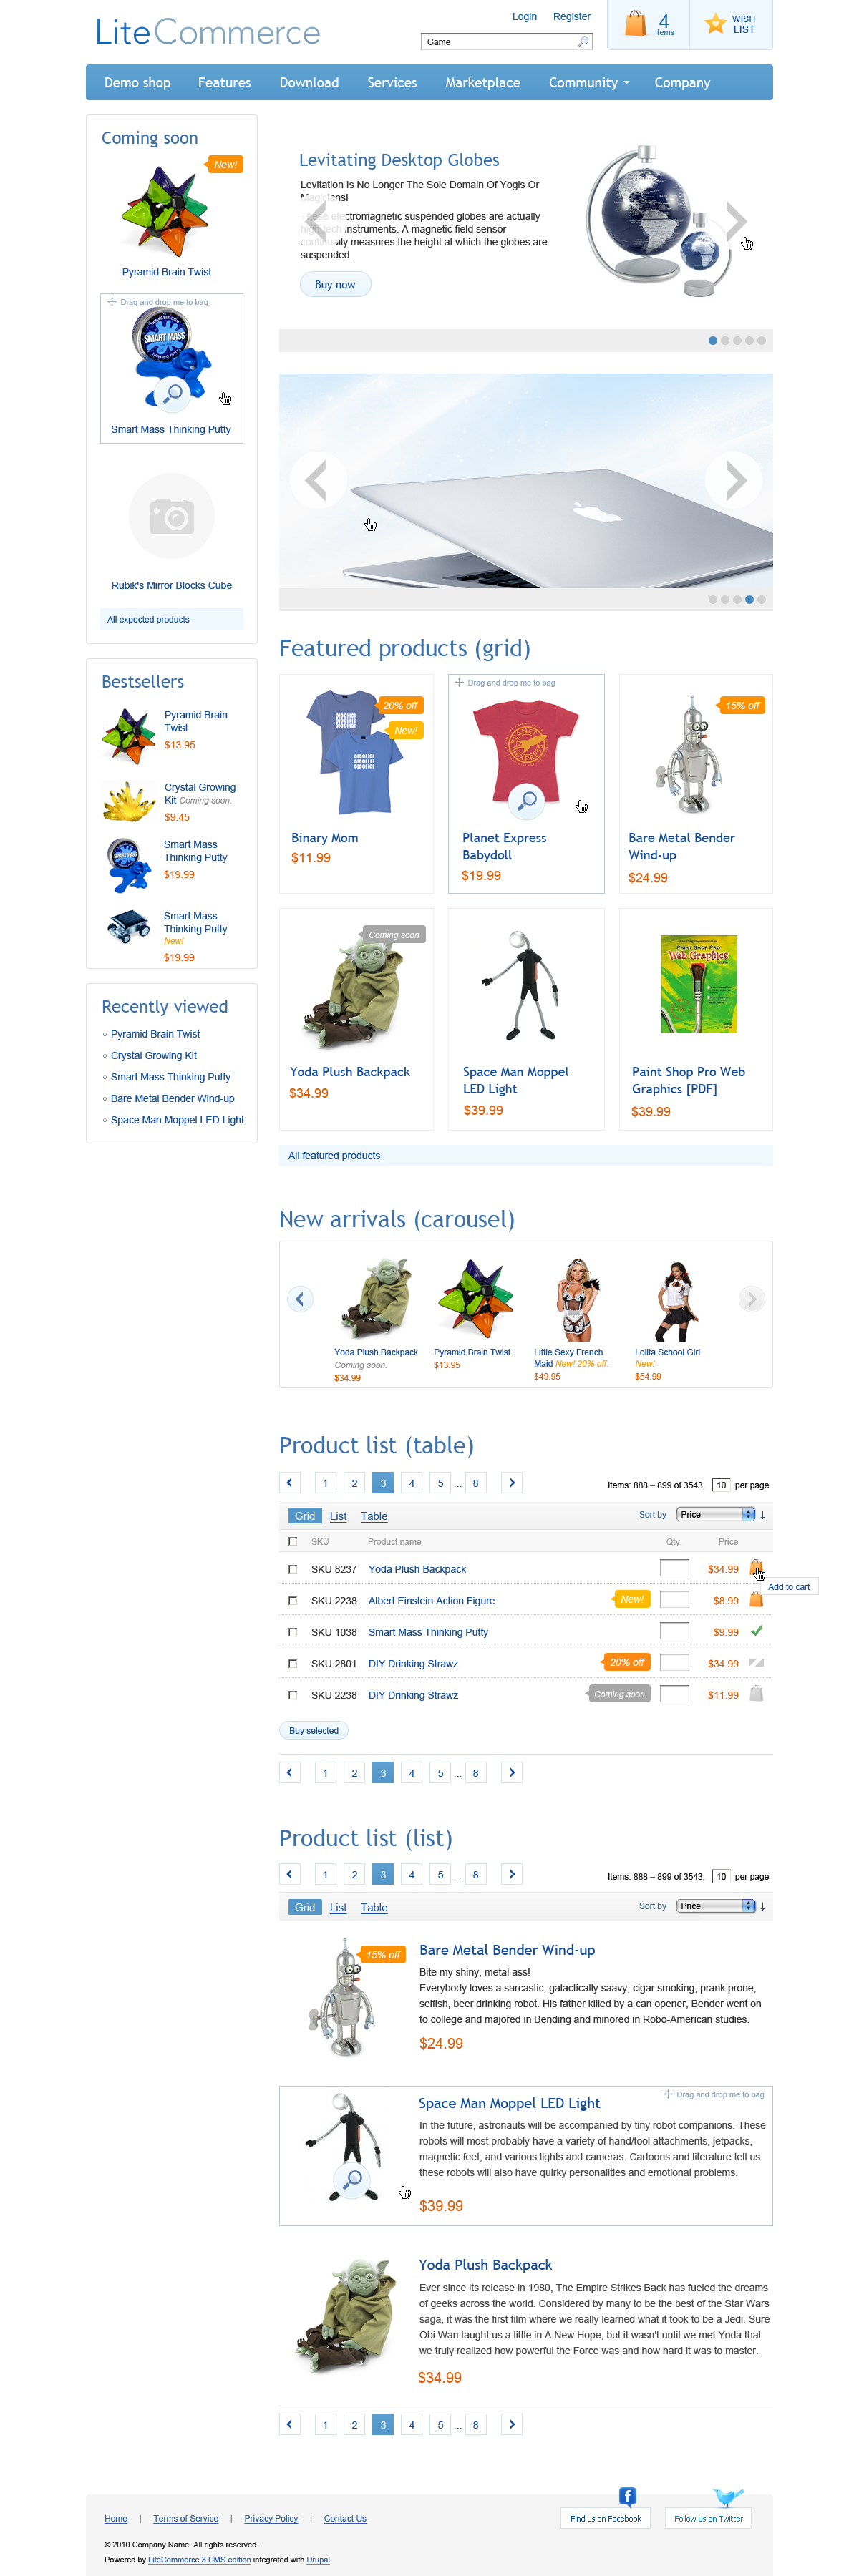 LiteCommerce
Login Register
Game
4 items
WISH LIST
Demo shop Features Download Services Marketplace Community Company
Coming soon
New!
Pyramid Brain Twist
Drag and drop me to bag
SMART MASS
Smart Mass Thinking Putty
Rubik's Mirror Blocks Cube
All expected products
Bestsellers
Pyramid Brain
Twist
$13.95
Crystal Growing
Kit Coming soon.
$9.45
Smart Mass
Thinking Putty
$19.99
Smart Mass
Thinking Putty
New!
$19.99
Recently viewed
Pyramid Brain Twist
Crystal Growing Kit
Smart Mass Thinking Putty
Bare Metal Bender Wind-up
Space Man Moppel LED Light
Levitating Desktop Globes
Levitation Is No Longer The Sole Domain Of Yogis Or
Magicians!
These electromagnetic suspended globes are actually
high-tech instruments. A magnetic field sensor
continually measures the height at which the globes are
suspended.
Buy now
Featured products (grid)
20% off
New!
Binary Mom
$11.99
Drag and drop me to bag
PLANET EXPRESS
Planet Express
Babydoll
$19.99
15% off
Bare Metal Bender
Wind-up
$24.99
Coming soon
Yoda Plush Backpack
$34.99
Space Man Moppel
LED Light
$39.99
PAINT SHOP PRO
Web Graphics
Paint Shop Pro Web
Graphics [PDF]
$39.99
All featured products
New arrivals (carousel)
Yoda Plush Backpack
Coming soon.
$34.99
Pyramid Brain Twist
$13.95
Little Sexy French
Maid New! 20% off.
$49.95
Lolita School Girl
New!
$54.99
Product list (table)
1 2 3 4 5 ... 8
Items: 888 – 899 of 3543, 10 per page
Grid List Table Sort by Price ↓
SKU Product name Qty. Price
SKU 8237 Yoda Plush Backpack $34.99
Add to cart
SKU 2238 Albert Einstein Action Figure New! $8.99
SKU 1038 Smart Mass Thinking Putty $9.99
SKU 2801 DIY Drinking Strawz 20% off $34.99
SKU 2238 DIY Drinking Strawz Coming soon $11.99
Buy selected
1 2 3 4 5 ... 8
Product list (list)
1 2 3 4 5 ... 8
Items: 888 – 899 of 3543, 10 per page
Grid List Table Sort by Price ↓
15% off
Bare Metal Bender Wind-up
Bite my shiny, metal ass!
Everybody loves a sarcastic, galactically saavy, cigar smoking, prank prone,
selfish, beer drinking robot. His father killed by a can opener, Bender went on
to college and majored in Bending and minored in Robo-American studies.
$24.99
Drag and drop me to bag
Space Man Moppel LED Light
In the future, astronauts will be accompanied by tiny robot companions. These
robots will most probably have a variety of hand/tool attachments, jetpacks,
magnetic feet, and various lights and cameras. Cartoons and literature tell us
these robots will also have quirky personalities and emotional problems.
$39.99
Yoda Plush Backpack
Ever since its release in 1980, The Empire Strikes Back has fueled the dreams
of geeks across the world. Considered by many to be the best of the Star Wars
saga, it was the first film where we really learned what it took to be a Jedi. Sure
Obi Wan taught us a little in A New Hope, but it wasn't until we met Yoda that
we truly realized how powerful the Force was and how hard it was to master.
$34.99
1 2 3 4 5 ... 8
Home | Terms of Service | Privacy Policy | Contact Us
Find us on Facebook
Follow us on Twitter
© 2010 Company Name. All rights reserved.
Powered by LiteCommerce 3 CMS edition integrated with Drupal